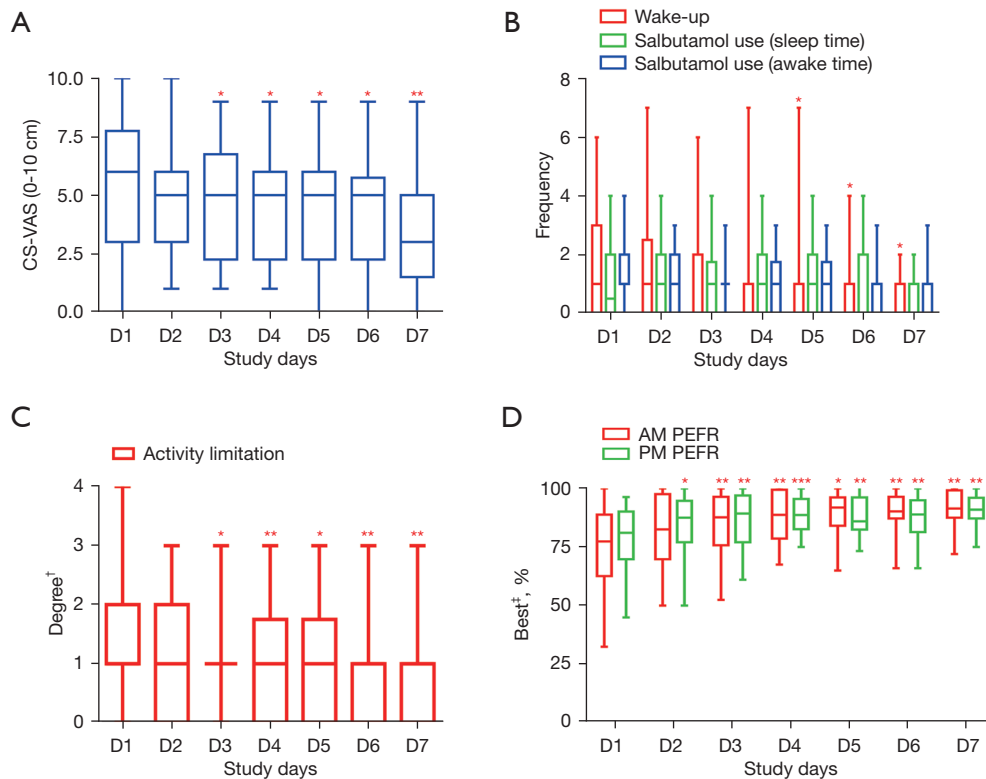 A
CS-VAS (0-10 cm)
10.0
7.5
5.0
2.5
0.0
* * * * **
D1 D2 D3 D4 D5 D6 D7
Study days
B
Wake-up
Salbutamol use (sleep time)
Salbutamol use (awake time)
Frequency
8
6
4
2
0
* * *
D1 D2 D3 D4 D5 D6 D7
Study days
C
Activity limitation
Degree†
4
3
2
1
0
* ** * ** **
D1 D2 D3 D4 D5 D6 D7
Study days
D
AM PEFR
PM PEFR
Best‡, %
100
75
50
25
0
* ** ** ** *** * ** ** ** ** **
D1 D2 D3 D4 D5 D6 D7
Study days